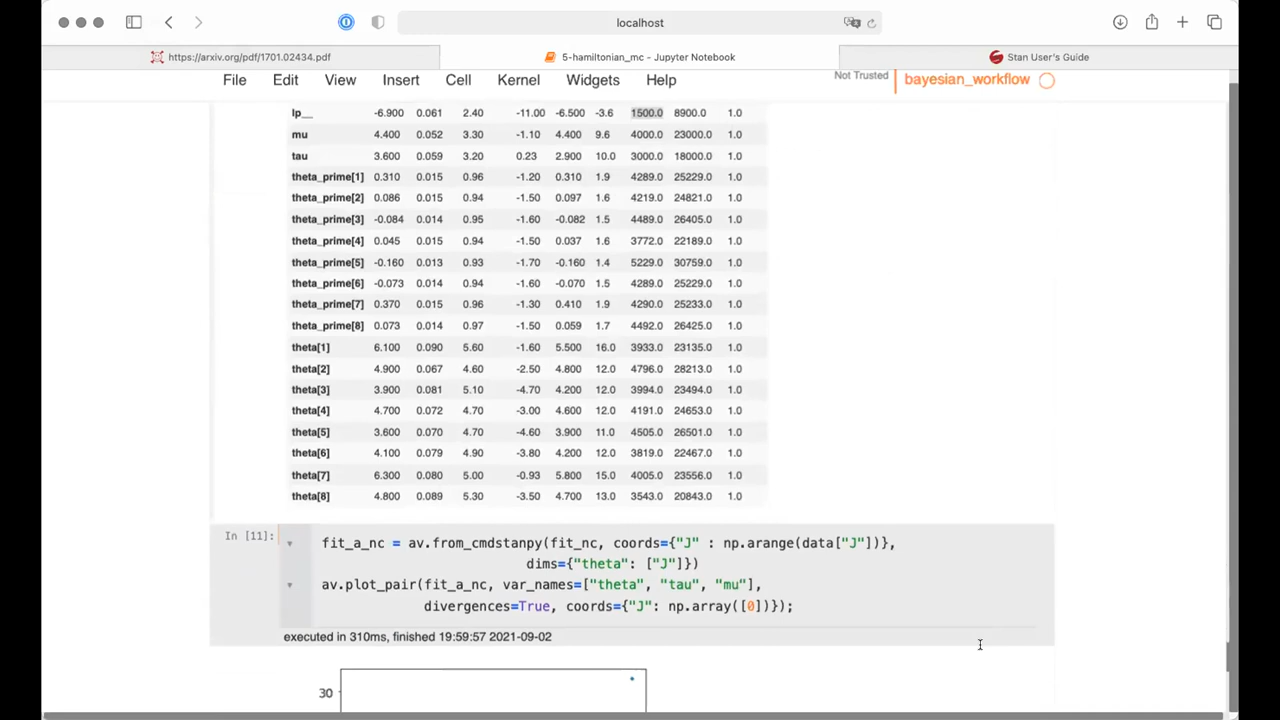 localhost
https://arxiv.org/pdf/1701.02434.pdf
5-hamiltonian_mc - Jupyter Notebook
Stan User's Guide
File Edit View Insert Cell Kernel Widgets Help
Not Trusted
bayesian_workflow
lp__ -6.900 0.061 2.40 -11.00 -6.500 -3.6 1500.0 8900.0 1.0
mu 4.400 0.052 3.30 -1.10 4.400 9.6 4000.0 23000.0 1.0
tau 3.600 0.059 3.20 0.23 2.900 10.0 3000.0 18000.0 1.0
theta_prime[1] 0.310 0.015 0.96 -1.20 0.310 1.9 4289.0 25229.0 1.0
theta_prime[2] 0.086 0.015 0.94 -1.50 0.097 1.6 4219.0 24821.0 1.0
theta_prime[3] -0.084 0.014 0.95 -1.60 -0.082 1.5 4489.0 26405.0 1.0
theta_prime[4] 0.045 0.015 0.94 -1.50 0.037 1.6 3772.0 22189.0 1.0
theta_prime[5] -0.160 0.013 0.93 -1.70 -0.160 1.4 5229.0 30759.0 1.0
theta_prime[6] -0.073 0.014 0.94 -1.60 -0.070 1.5 4289.0 25229.0 1.0
theta_prime[7] 0.370 0.015 0.96 -1.30 0.410 1.9 4290.0 25233.0 1.0
theta_prime[8] 0.073 0.014 0.97 -1.50 0.059 1.7 4492.0 26425.0 1.0
theta[1] 6.100 0.090 5.60 -1.60 5.500 16.0 3933.0 23135.0 1.0
theta[2] 4.900 0.067 4.60 -2.50 4.800 12.0 4796.0 28213.0 1.0
theta[3] 3.900 0.081 5.10 -4.70 4.200 12.0 3994.0 23494.0 1.0
theta[4] 4.700 0.072 4.70 -3.00 4.600 12.0 4191.0 24653.0 1.0
theta[5] 3.600 0.070 4.70 -4.60 3.900 11.0 4505.0 26501.0 1.0
theta[6] 4.100 0.079 4.90 -3.80 4.200 12.0 3819.0 22467.0 1.0
theta[7] 6.300 0.080 5.00 -0.93 5.800 15.0 4005.0 23556.0 1.0
theta[8] 4.800 0.089 5.30 -3.50 4.700 13.0 3543.0 20843.0 1.0
In [11]:
fit_a_nc = av.from_cmdstanpy(fit_nc, coords={"J" : np.arange(data["J"])},
dims={"theta": ["J"]})
av.plot_pair(fit_a_nc, var_names=["theta", "tau", "mu"],
divergences=True, coords={"J": np.array([0])});
executed in 310ms, finished 19:59:57 2021-09-02
30